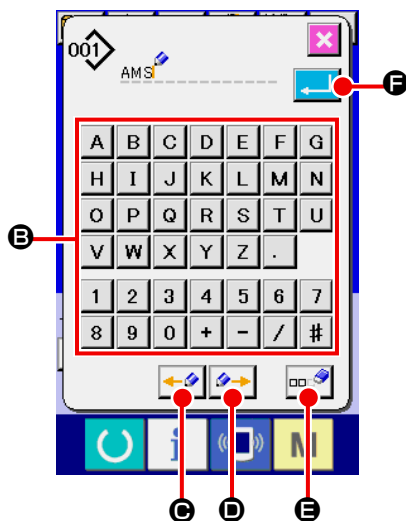 001
AMS
F
A B C D E F G
H I J K L M N
O P Q R S T U
B
V W X Y Z .
1 2 3 4 5 6 7
8 9 0 + - / #
i M
C D E